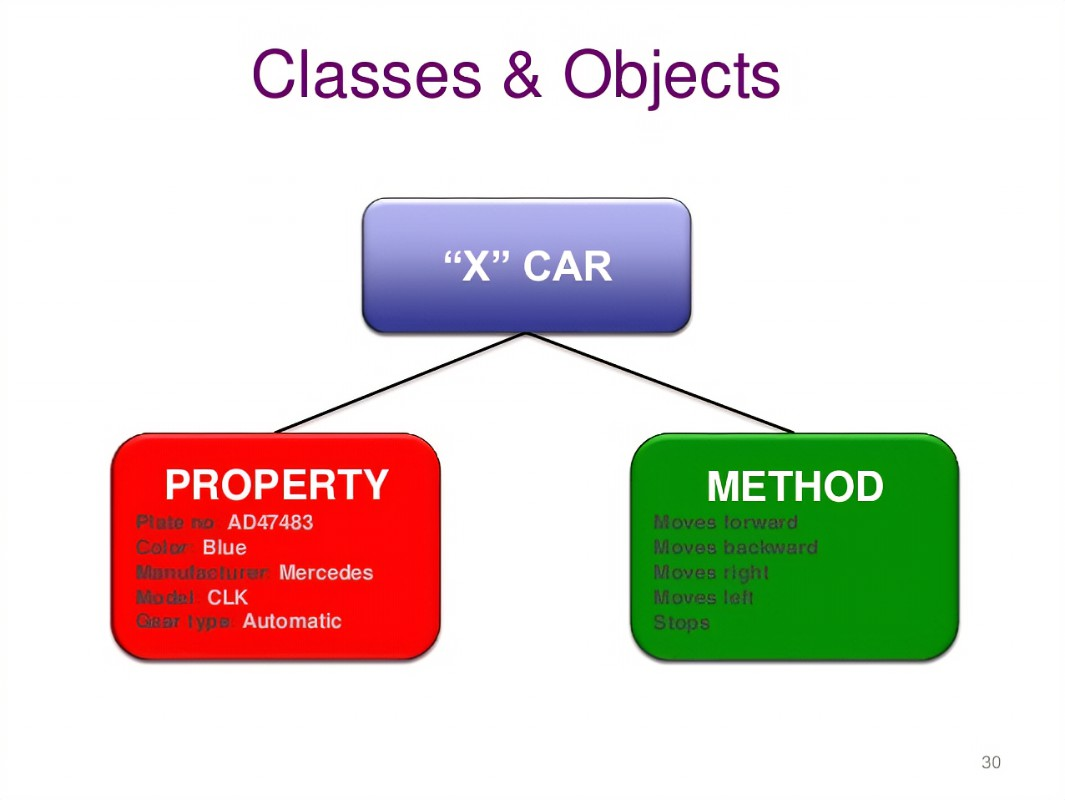 Classes & Objects
“X” CAR
PROPERTY
Plate no: AD47483
Color: Blue
Manufacturer: Mercedes
Model: CLK
Gear type: Automatic
METHOD
Moves forward
Moves backward
Moves right
Moves left
Stops
30